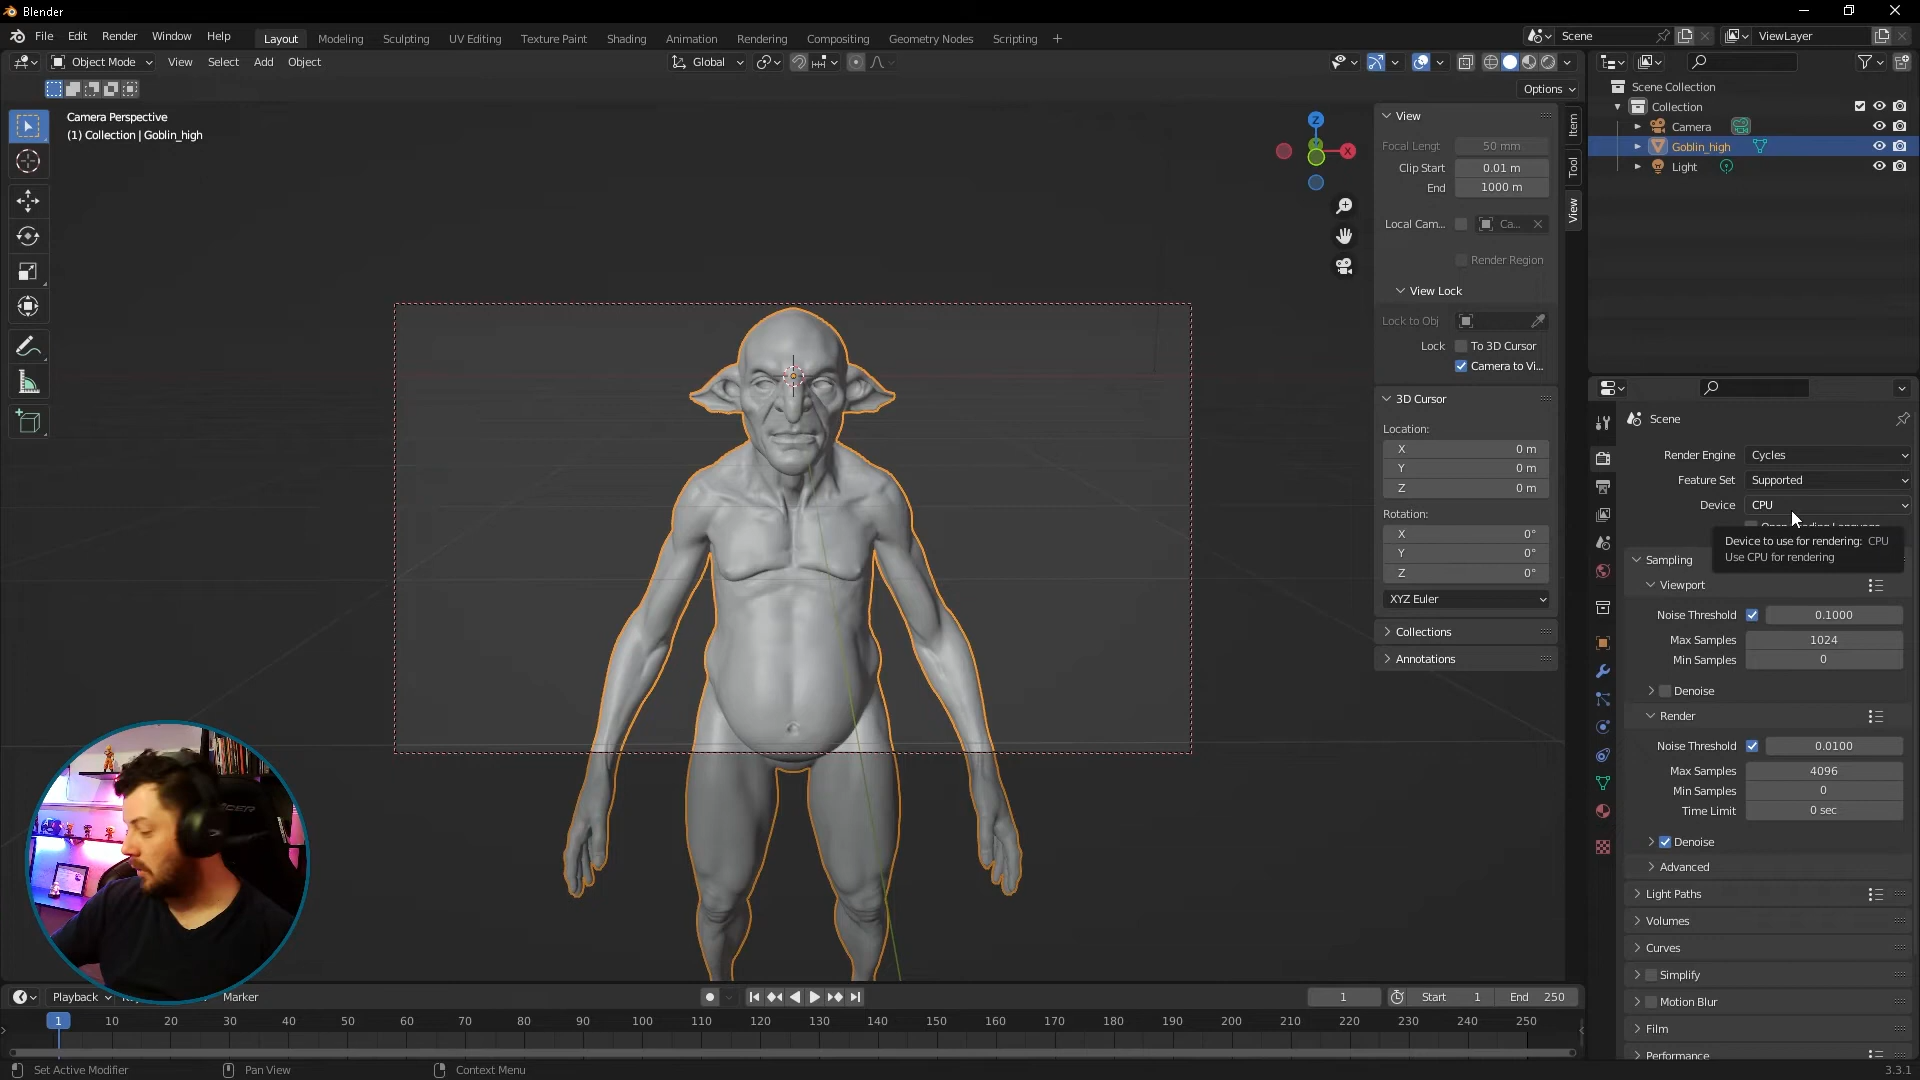 Blender
File Edit Render Window Help Layout Modeling Sculpting UV Editing Texture Paint Shading Animation Rendering Compositing Geometry Nodes Scripting + Scene ViewLayer
Object Mode View Select Add Object Global
Options
Camera Perspective
(1) Collection | Goblin_high
Z
X
View
Focal Lengt 50 mm
Clip Start 0.01 m
End 1000 m
Local Cam... Ca...
Render Region
View Lock
Lock to Obj
Lock To 3D Cursor
Camera to Vi...
3D Cursor
Location:
X 0 m
Y 0 m
Z 0 m
Rotation:
X 0°
Y 0°
Z 0°
XYZ Euler
Collections
Annotations
Item
Tool
View
Scene Collection
Collection
Camera
Goblin_high
Light
Scene
Render Engine Cycles
Feature Set Supported
Device CPU
Device to use for rendering: CPU
Use CPU for rendering
Sampling
Viewport
Noise Threshold 0.1000
Max Samples 1024
Min Samples 0
Denoise
Render
Noise Threshold 0.0100
Max Samples 4096
Min Samples 0
Time Limit 0 sec
Denoise
Advanced
Light Paths
Volumes
Curves
Simplify
Motion Blur
Film
Performance
Playback Marker 1 Start 1 End 250
1 10 20 30 40 50 60 70 80 90 100 110 120 130 140 150 160 170 180 190 200 210 220 230 240 250
Set Active Modifier Pan View Context Menu 3.3.1